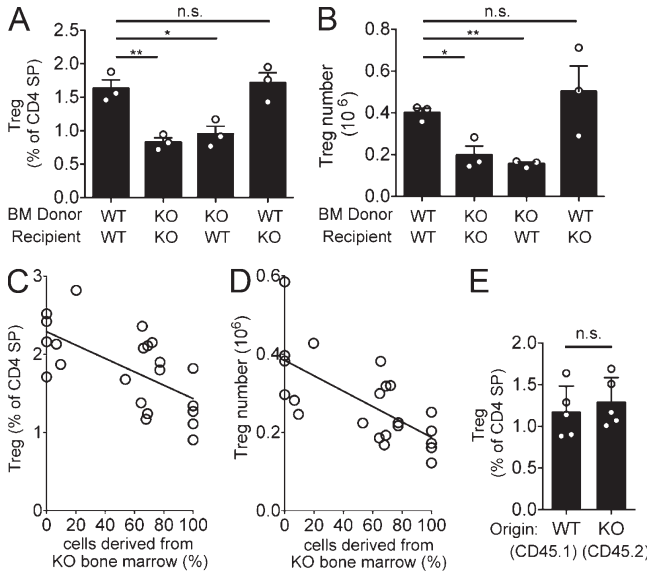 A
n.s.
*
**
Treg
(% of CD4 SP)
2.5
2.0
1.5
1.0
0.5
0.0
BM Donor WT KO KO WT
Recipient WT KO WT KO
B
n.s.
**
*
Treg number
(10 6)
0.8
0.6
0.4
0.2
0.0
BM Donor WT KO KO WT
Recipient WT KO WT KO
C
Treg (% of CD4 SP)
3
2
1
0
0 20 40 60 80 100
cells derived from
KO bone marrow (%)
D
Treg number (10⁶)
0.6
0.4
0.2
0.0
0 20 40 60 80 100
cells derived from
KO bone marrow (%)
E
n.s.
Treg
(% of CD4 SP)
2.0
1.5
1.0
0.5
0.0
Origin: WT KO
(CD45.1) (CD45.2)